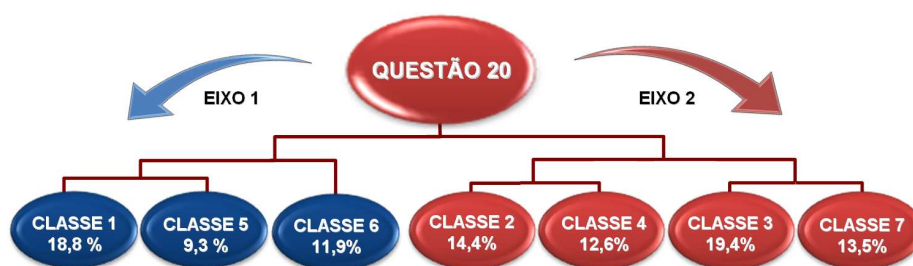 QUESTÃO 20
EIXO 1
EIXO 2
CLASSE 1
18,8 %
CLASSE 5
9,3 %
CLASSE 6
11,9%
CLASSE 2
14,4%
CLASSE 4
12,6%
CLASSE 3
19,4%
CLASSE 7
13,5%